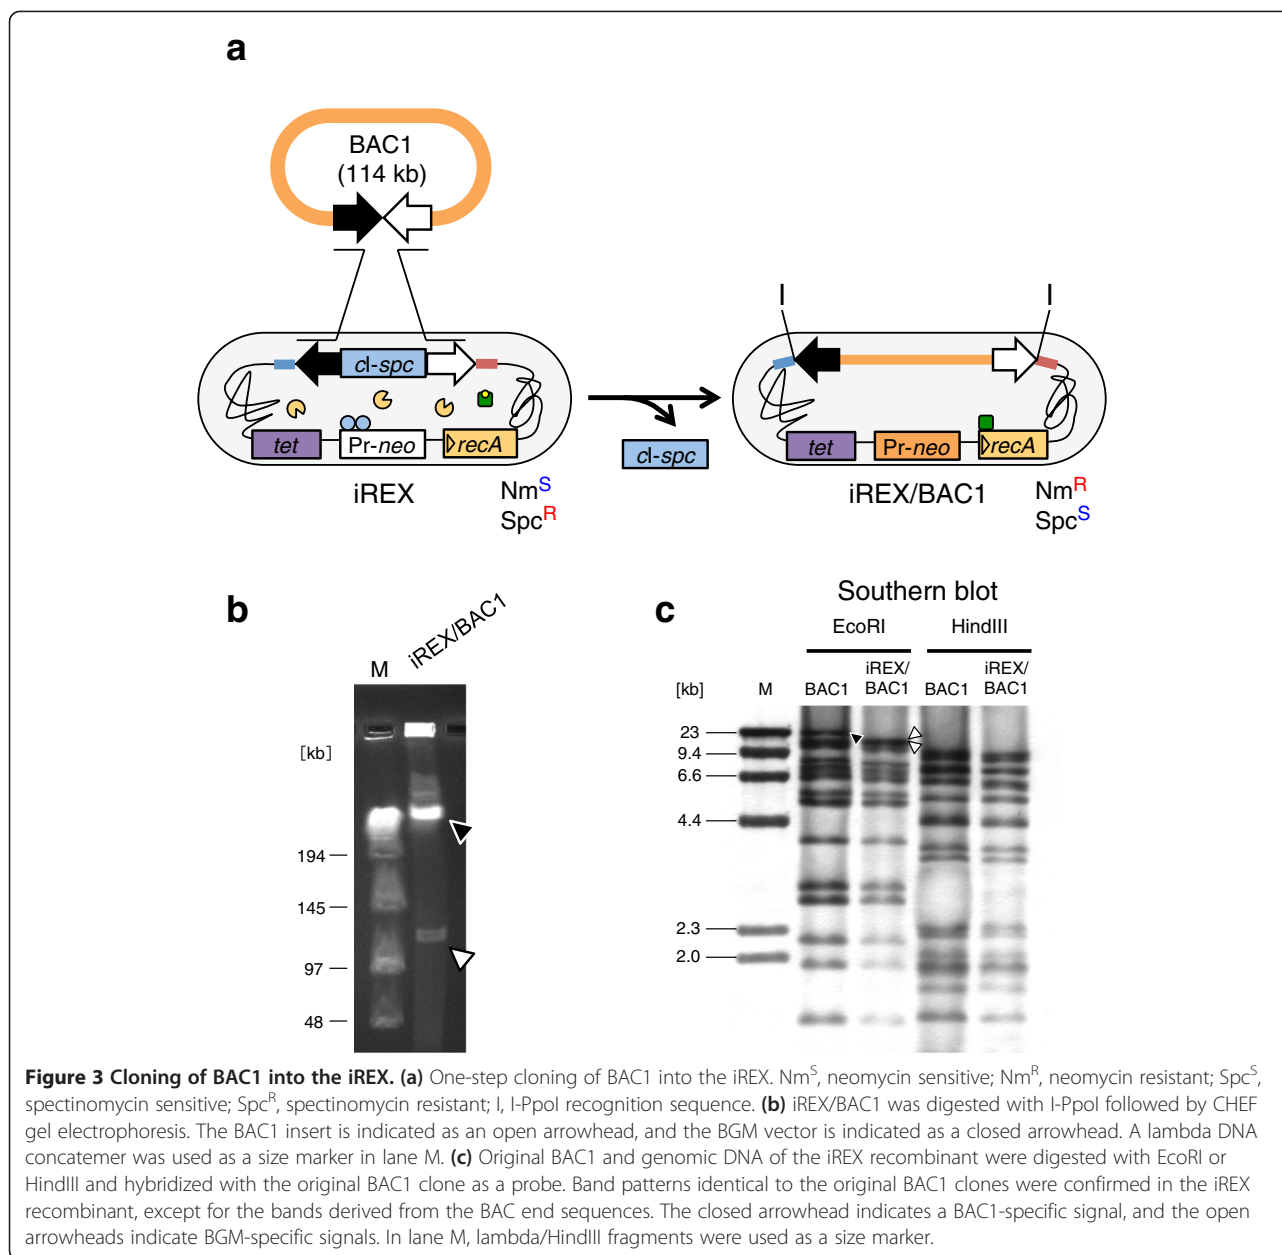 a
BAC1
(114 kb)
I
I
cI-spc
tet
Pr-neo
recA
iREX
Nm^S
Spc^R
cI-spc
tet
Pr-neo
recA
iREX/BAC1
Nm^R
Spc^S
b
M
iREX/BAC1
[kb]
194
145
97
48
c
Southern blot
EcoRI
HindIII
[kb]
M
BAC1
iREX/
BAC1
BAC1
iREX/
BAC1
23
9.4
6.6
4.4
2.3
2.0
Figure 3 Cloning of BAC1 into the iREX. (a) One-step cloning of BAC1 into the iREX. Nm^S, neomycin sensitive; Nm^R, neomycin resistant; Spc^S,
spectinomycin sensitive; Spc^R, spectinomycin resistant; I, I-PpoI recognition sequence. (b) iREX/BAC1 was digested with I-PpoI followed by CHEF
gel electrophoresis. The BAC1 insert is indicated as an open arrowhead, and the BGM vector is indicated as a closed arrowhead. A lambda DNA
concatemer was used as a size marker in lane M. (c) Original BAC1 and genomic DNA of the iREX recombinant were digested with EcoRI or
HindIII and hybridized with the original BAC1 clone as a probe. Band patterns identical to the original BAC1 clones were confirmed in the iREX
recombinant, except for the bands derived from the BAC end sequences. The closed arrowhead indicates a BAC1-specific signal, and the open
arrowheads indicate BGM-specific signals. In lane M, lambda/HindIII fragments were used as a size marker.